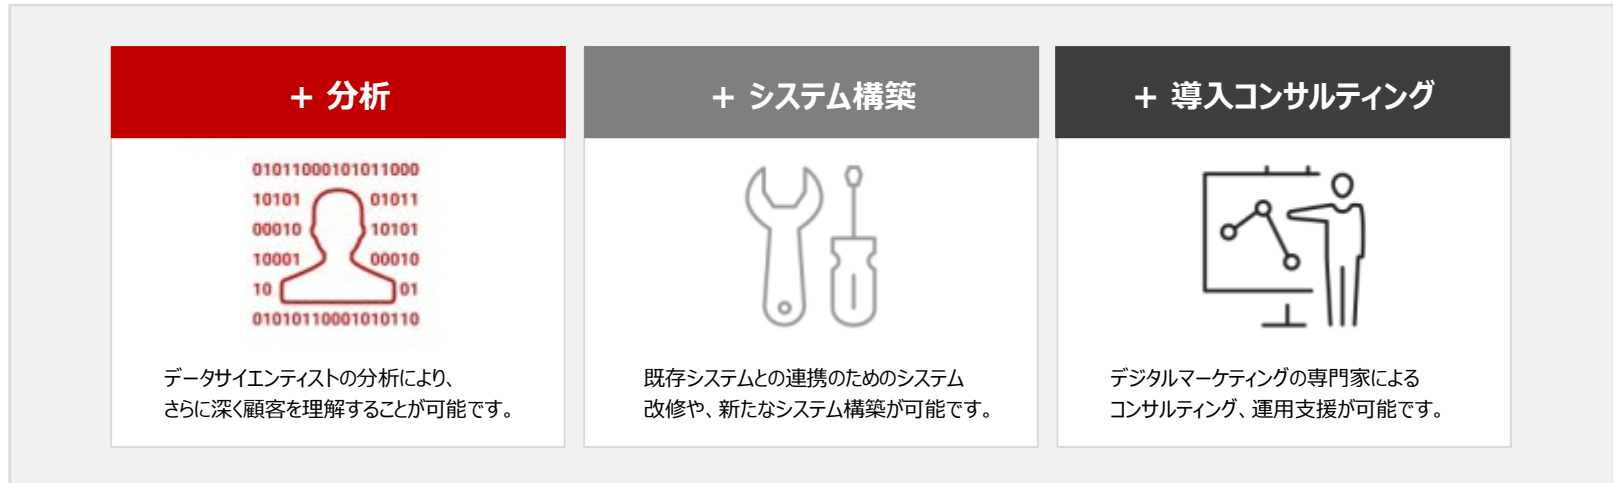 + 分析
01011000101011000
10101 01011
00010 10101
10001 00010
10 01
01010110001010110
データサイエンティストの分析により、
さらに深く顧客を理解することが可能です。
+ システム構築
既存システムとの連携のためのシステム
改修や、新たなシステム構築が可能です。
+ 導入コンサルティング
デジタルマーケティングの専門家による
コンサルティング、運用支援が可能です。